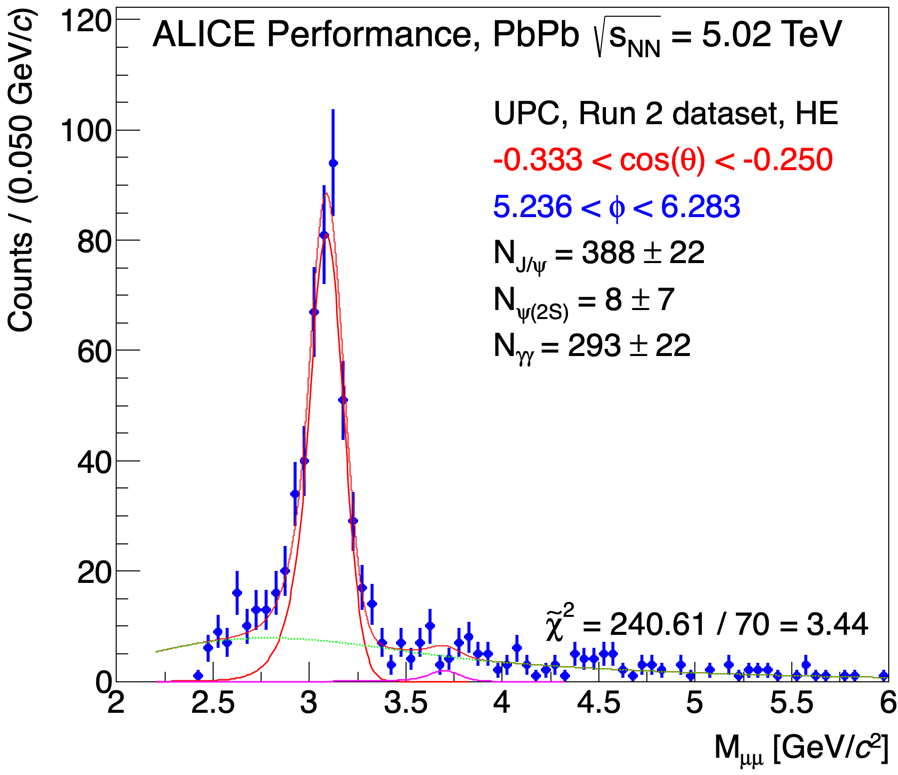 ALICE Performance, PbPb √sNN = 5.02 TeV
UPC, Run 2 dataset, HE
-0.333 < cos(θ) < -0.250
5.236 < ϕ < 6.283
NJ/ψ = 388 ± 22
Nψ(2S) = 8 ± 7
Nγγ = 293 ± 22
χ̃² = 240.61 / 70 = 3.44
Counts / (0.050 GeV/c)
120
100
80
60
40
20
0
2 2.5 3 3.5 4 4.5 5 5.5 6
Mμμ [GeV/c²]